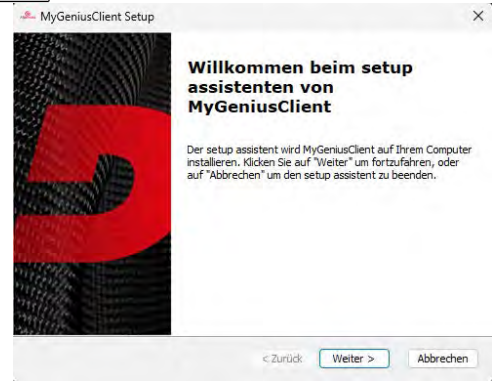 MyGeniusClient Setup
Willkommen beim setup
assistenten von
MyGeniusClient
Der setup assistent wird MyGeniusClient auf Ihrem Computer
installieren. Klicken Sie auf "Weiter" um fortzufahren, oder
auf "Abbrechen" um den setup assistent zu beenden.
< Zurück
Weiter >
Abbrechen